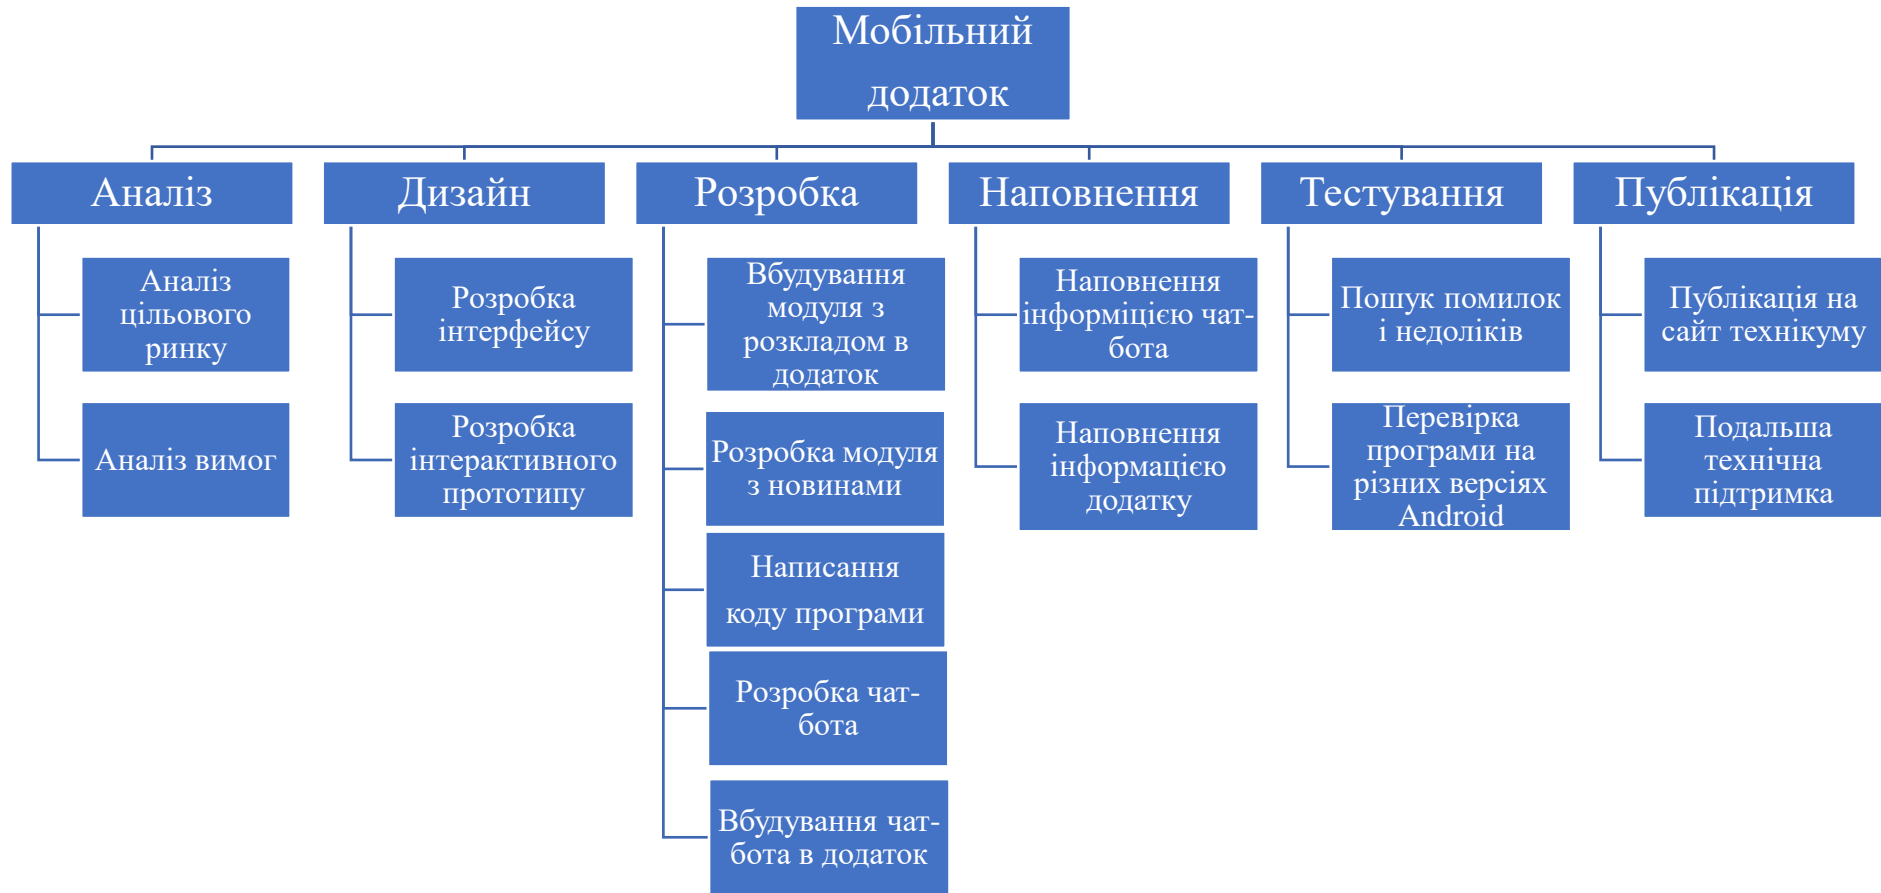 Мобільний
додаток
Аналіз
Аналіз
цільового
ринку
Аналіз вимог
Дизайн
Розробка
інтерфейсу
Розробка
інтерактивного
прототипу
Розробка
Вбудування
модуля з
розкладом в
додаток
Розробка модуля
з новинами
Написання
коду програми
Розробка чат-
бота
Вбудування чат-
бота в додаток
Наповнення
Наповнення
інформіцією чат-
бота
Наповнення
інформацією
додатку
Тестування
Пошук помилок
і недоліків
Перевірка
програми на
різних версіях
Android
Публікація
Публікація на
сайт технікуму
Подальша
технічна
підтримка